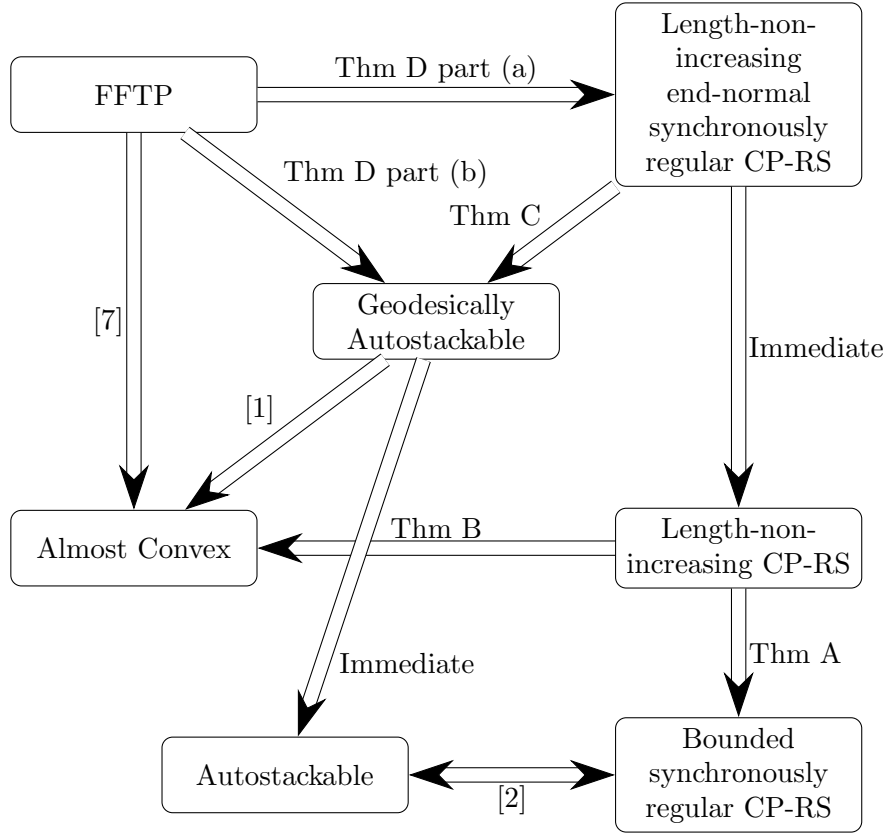 Length-non-
increasing
end-normal
synchronously
regular CP-RS
Thm D part (a)
FFTP
Thm D part (b)
Thm C
Geodesically
Autostackable
[7]
Immediate
[1]
Almost Convex
Thm B
Length-non-
increasing CP-RS
Immediate
Thm A
Autostackable
[2]
Bounded
synchronously
regular CP-RS